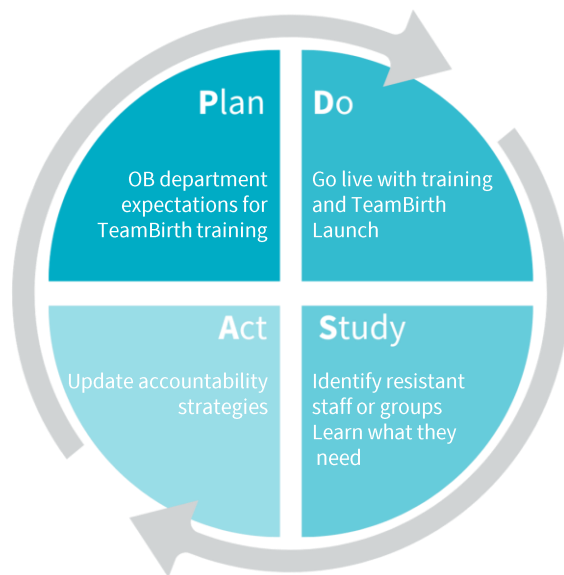 Plan
OB department
expectations for
TeamBirth training
Do
Go live with training
and TeamBirth
Launch
Study
Identify resistant
staff or groups
Learn what they
need
Act
Update accountability
strategies